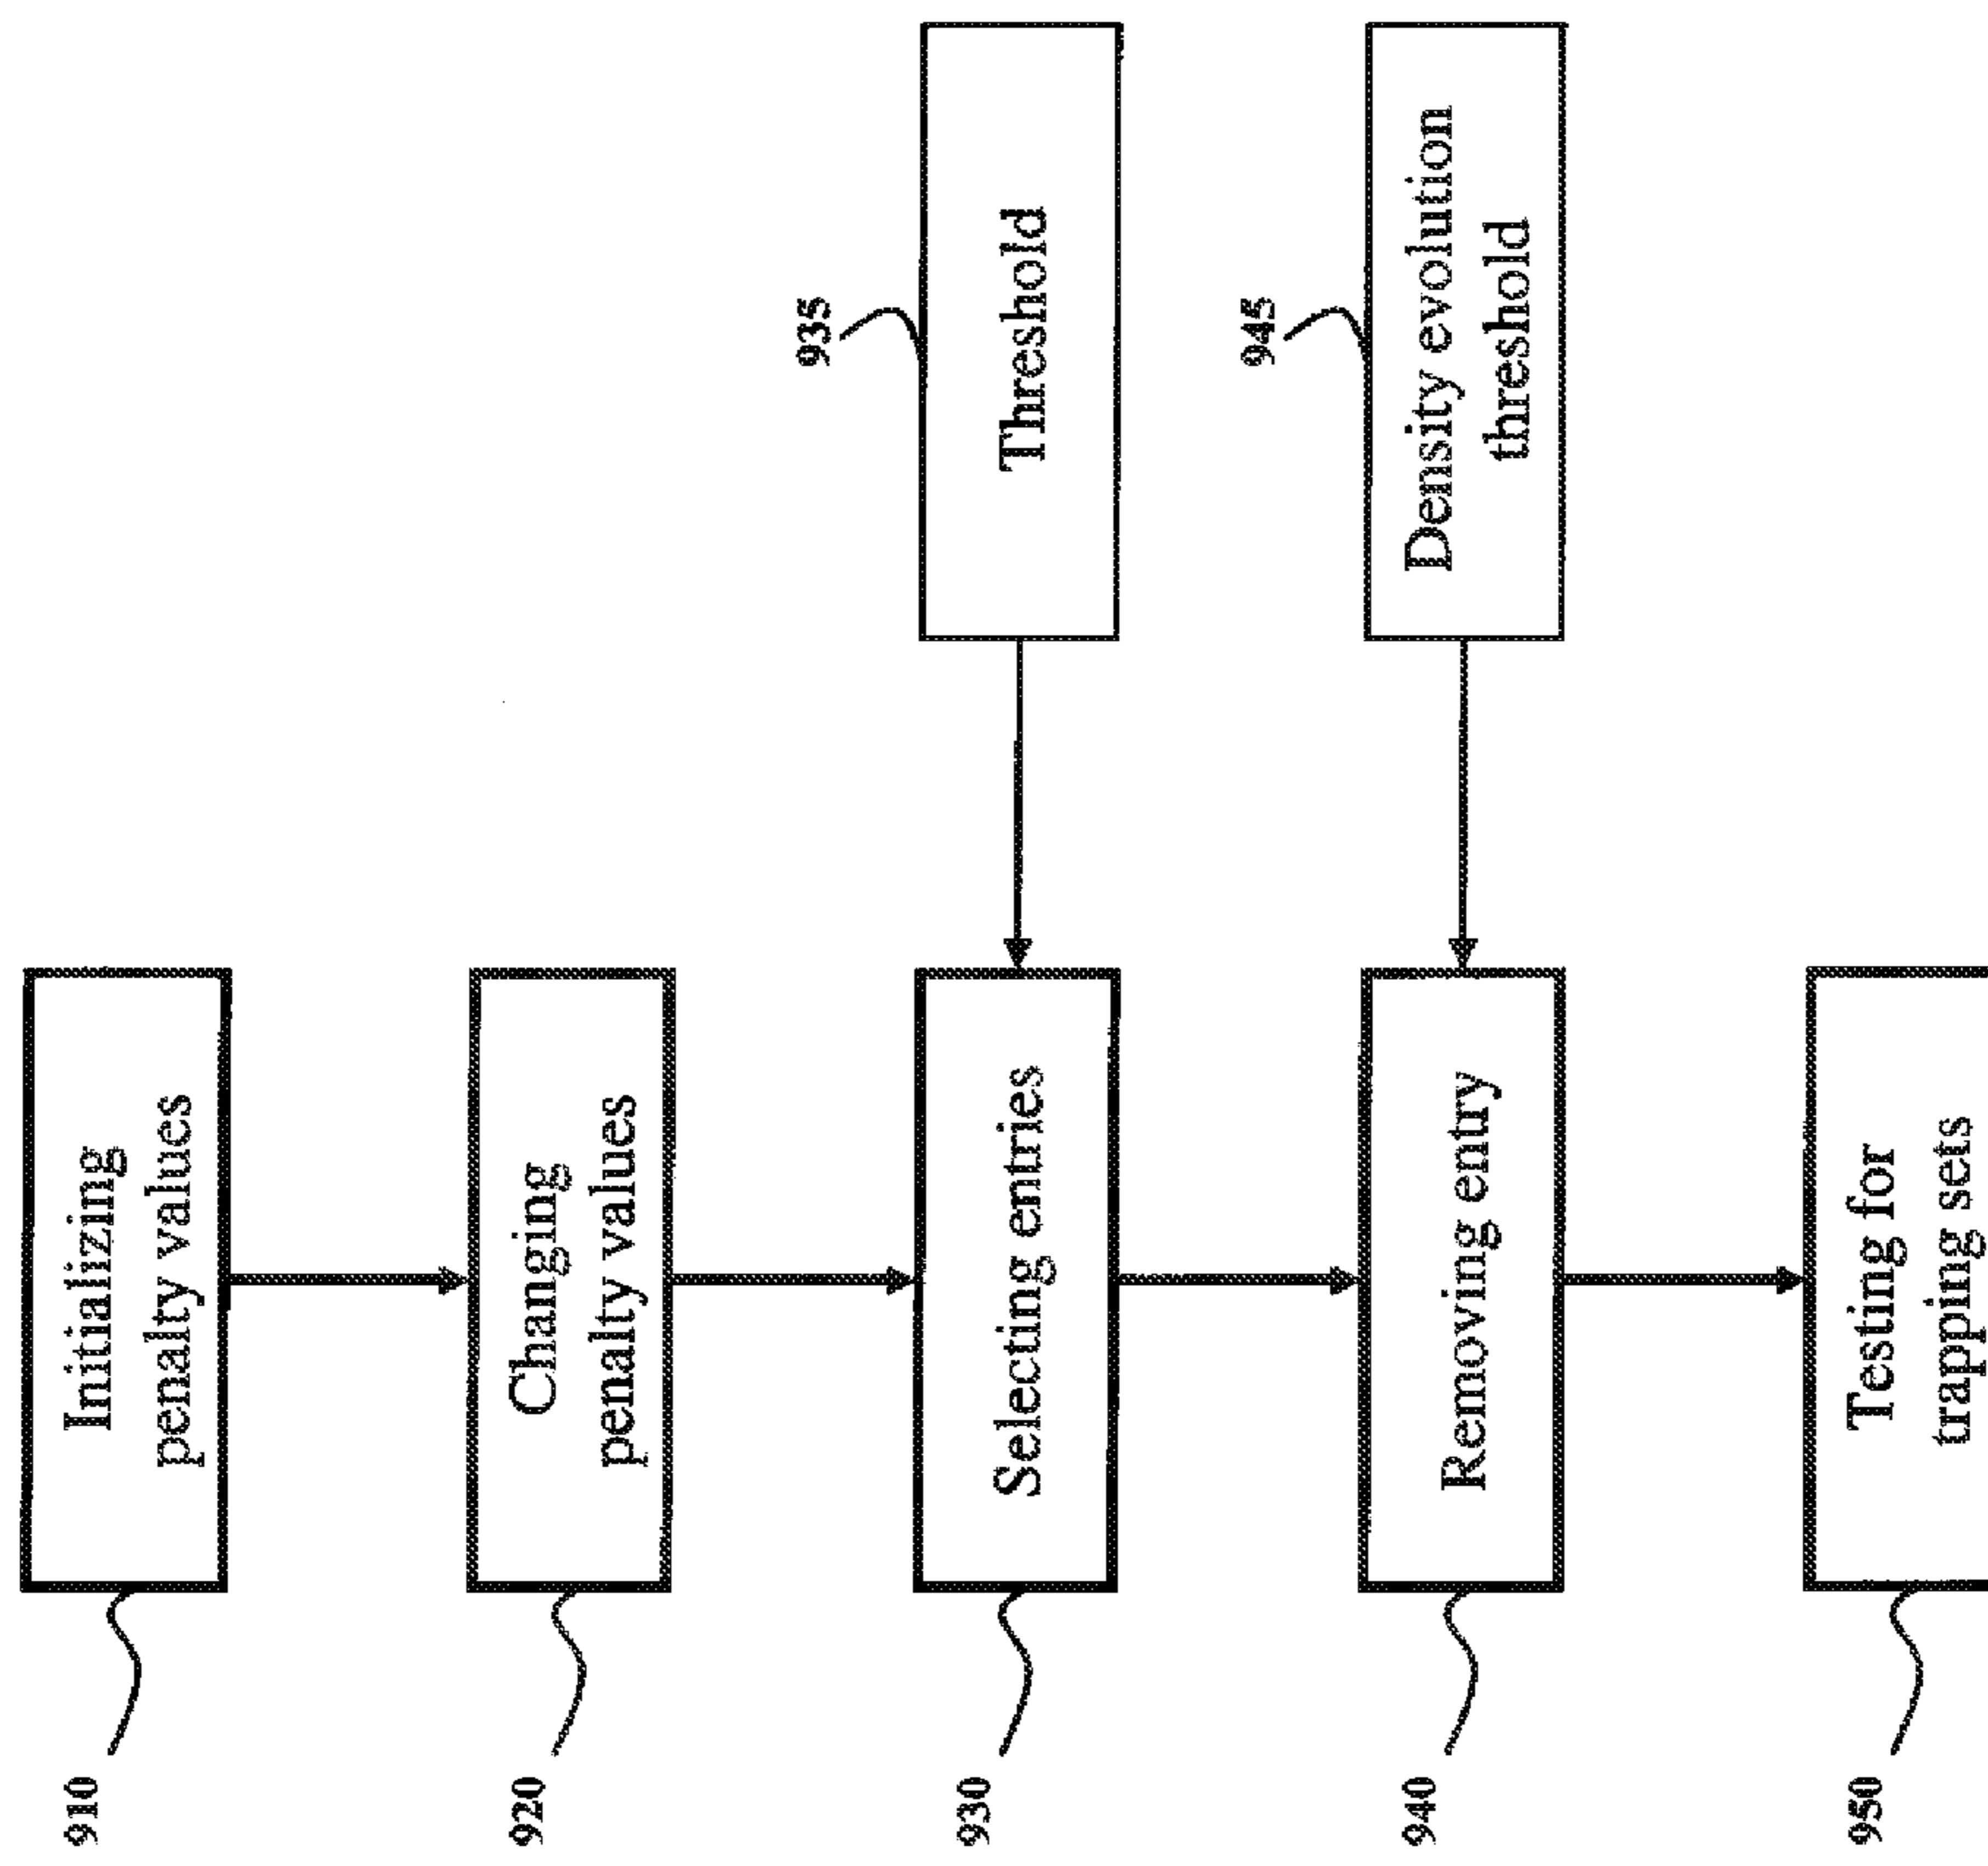 910
Initializing
penalty values
920
Changing
penalty values
930
Selecting entries
935
Threshold
940
Removing entry
945
Density evolution
threshold
950
Testing for
trapping sets